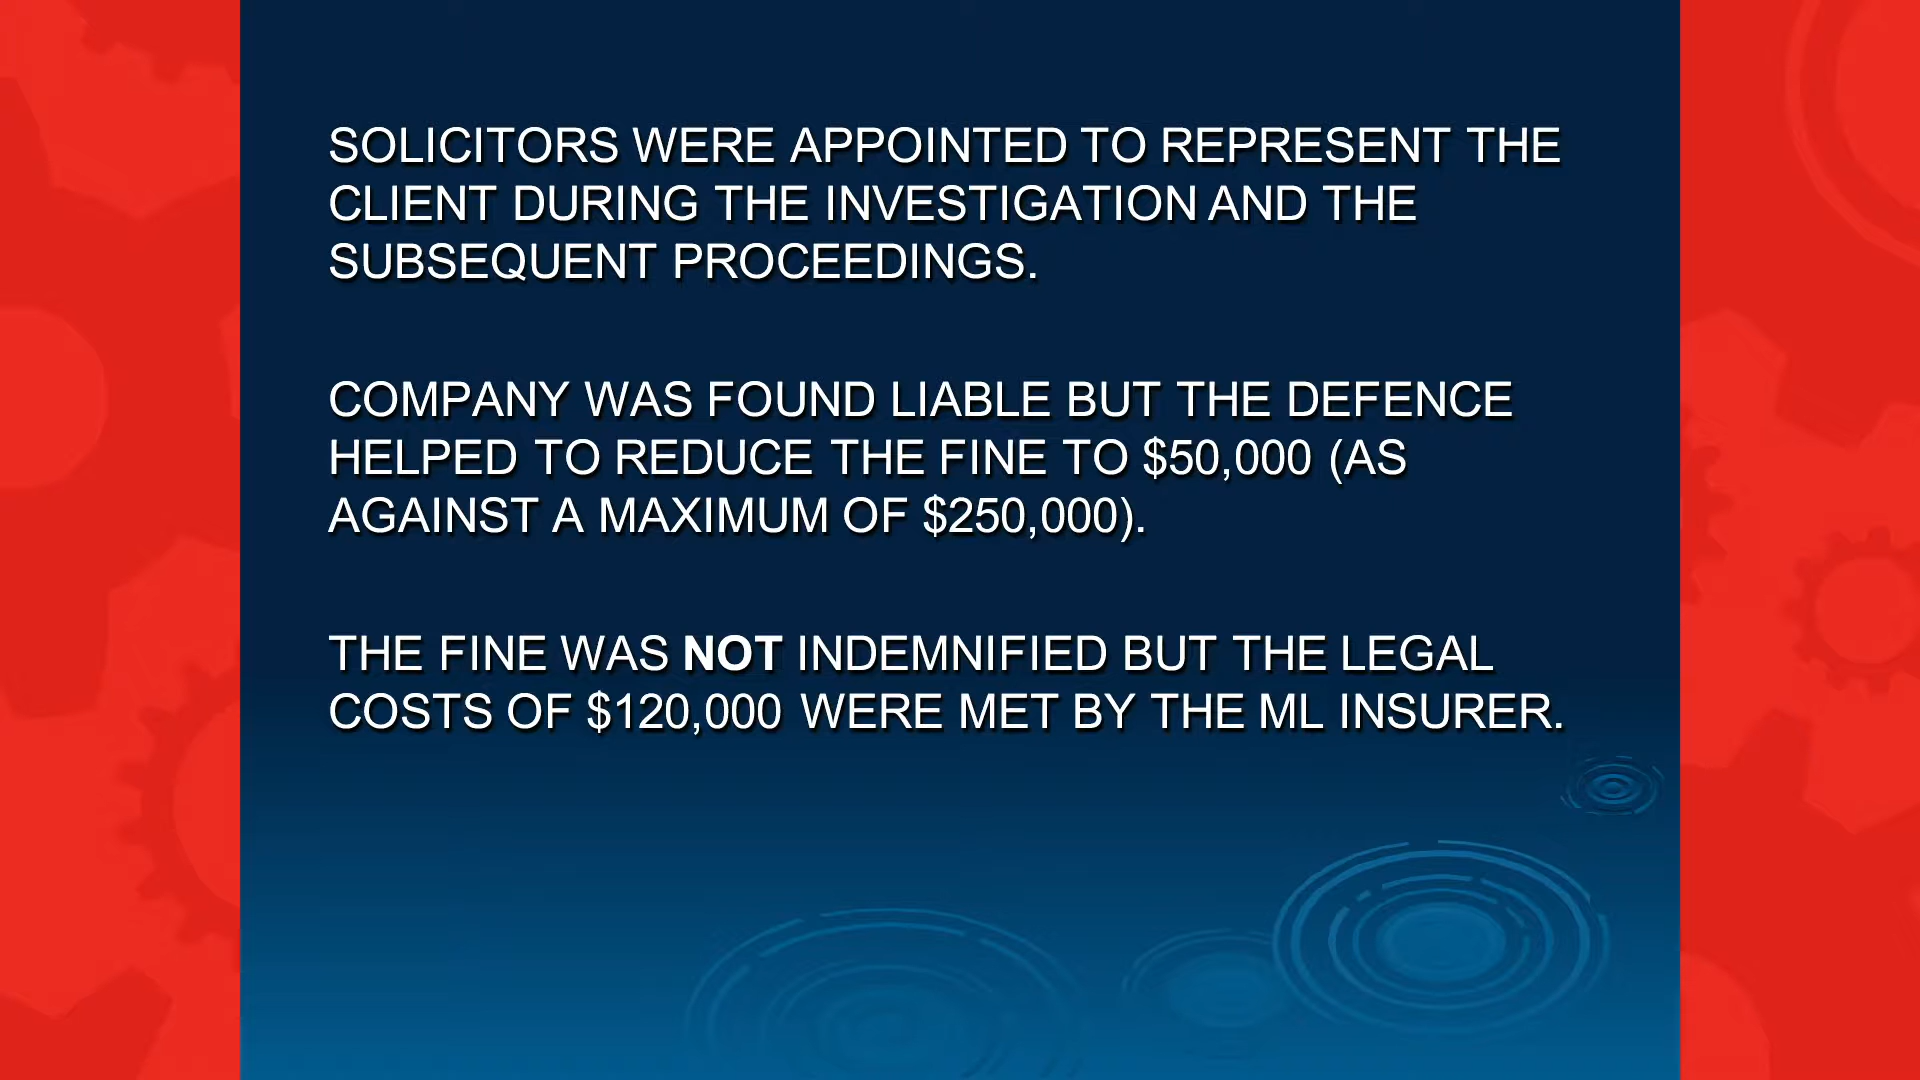 SOLICITORS WERE APPOINTED TO REPRESENT THE
CLIENT DURING THE INVESTIGATION AND THE
SUBSEQUENT PROCEEDINGS.
COMPANY WAS FOUND LIABLE BUT THE DEFENCE
HELPED TO REDUCE THE FINE TO $50,000 (AS
AGAINST A MAXIMUM OF $250,000).
THE FINE WAS NOT INDEMNIFIED BUT THE LEGAL
COSTS OF $120,000 WERE MET BY THE ML INSURER.